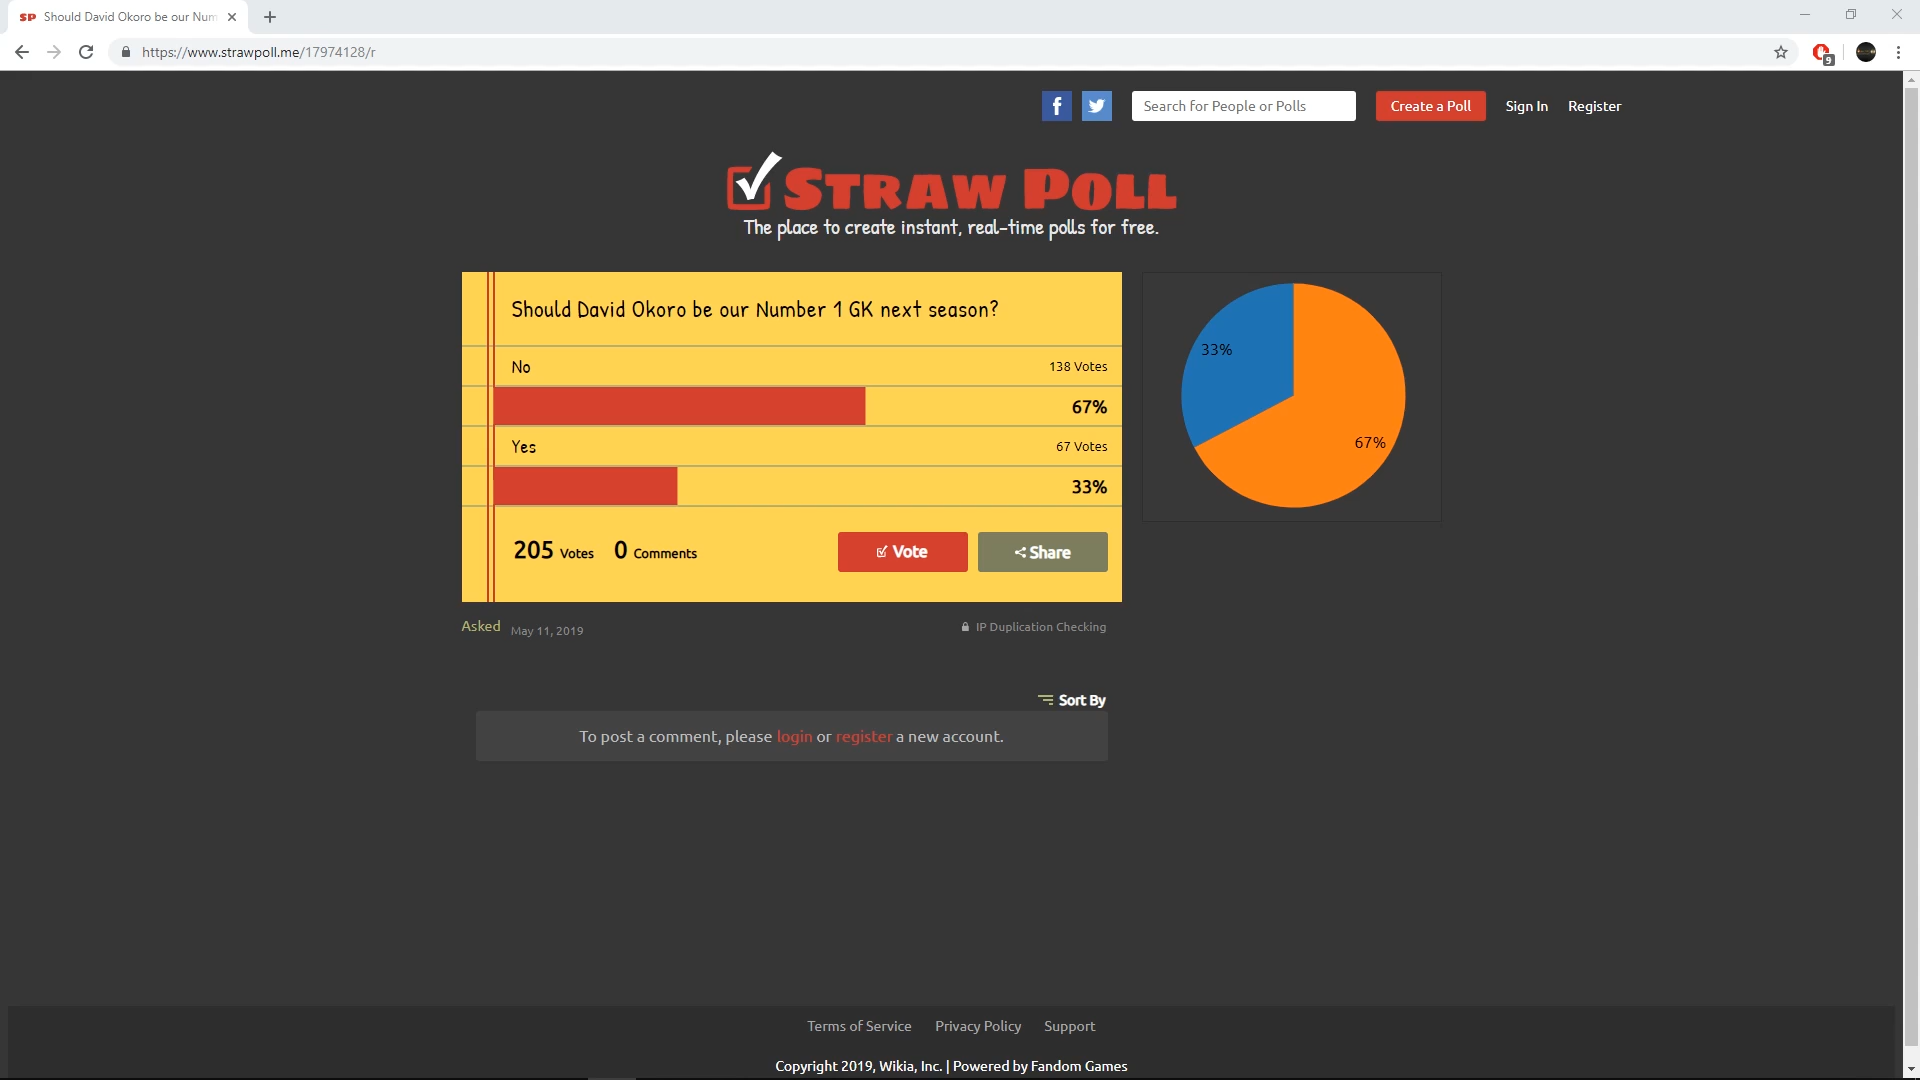 SP Should David Okoro be our Num
https://www.strawpoll.me/17974128/r
9
Search for People or Polls
Create a Poll
Sign In
Register
STRAW POLL
The place to create instant, real-time polls for free.
Should David Okoro be our Number 1 GK next season?
No 138 Votes
67%
Yes 67 Votes
33%
205 Votes 0 Comments
Vote
Share
33%
67%
Asked May 11, 2019
IP Duplication Checking
Sort By
To post a comment, please login or register a new account.
Terms of Service Privacy Policy Support
Copyright 2019, Wikia, Inc. | Powered by Fandom Games